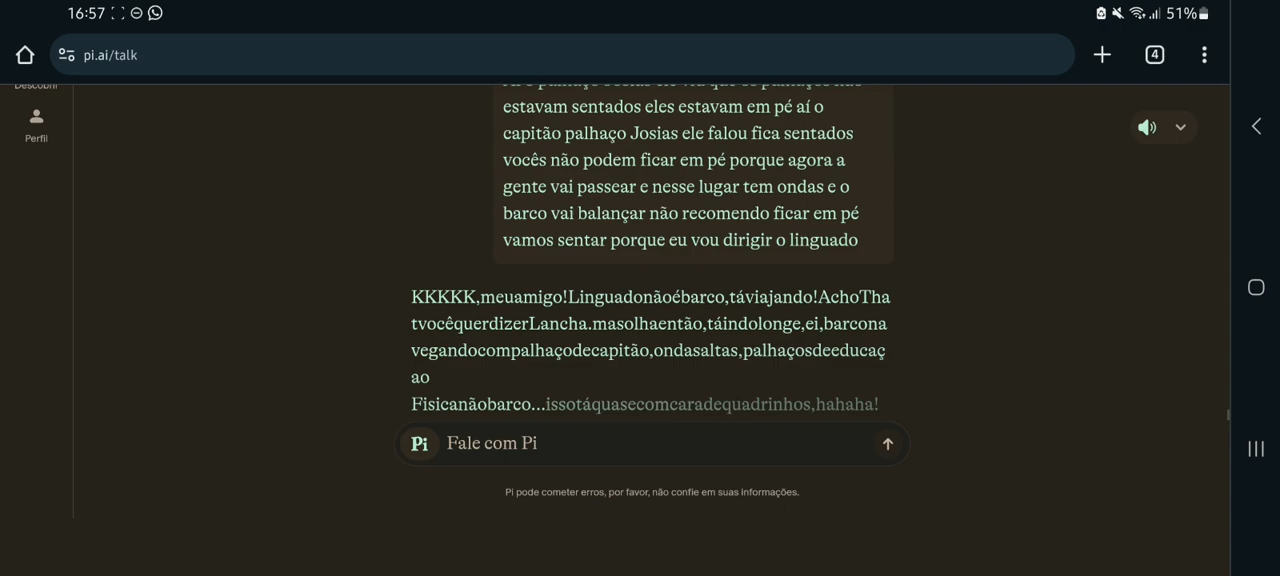 16:57
51%
pi.ai/talk
4
Descobrir
Perfil
estavam sentados eles estavam em pé aí o
capitão palhaço Josias ele falou fica sentados
vocês não podem ficar em pé porque agora a
gente vai passear e nesse lugar tem ondas e o
barco vai balançar não recomendo ficar em pé
vamos sentar porque eu vou dirigir o linguado
KKKKK,meuamigo!Linguadonãoébarco,táviajando!AchoTha
tvocêquerdizerLancha.masolhaentão,táindolonge,ei,barcona
vegandocompalhaçodecapitão,ondasaltas,palhaçosdeeducaç
ao
Fisicanãobarco...issotáquasecomcaradequadrinhos,hahaha!
Pi Fale com Pi
Pi pode cometer erros, por favor, não confie em suas informações.